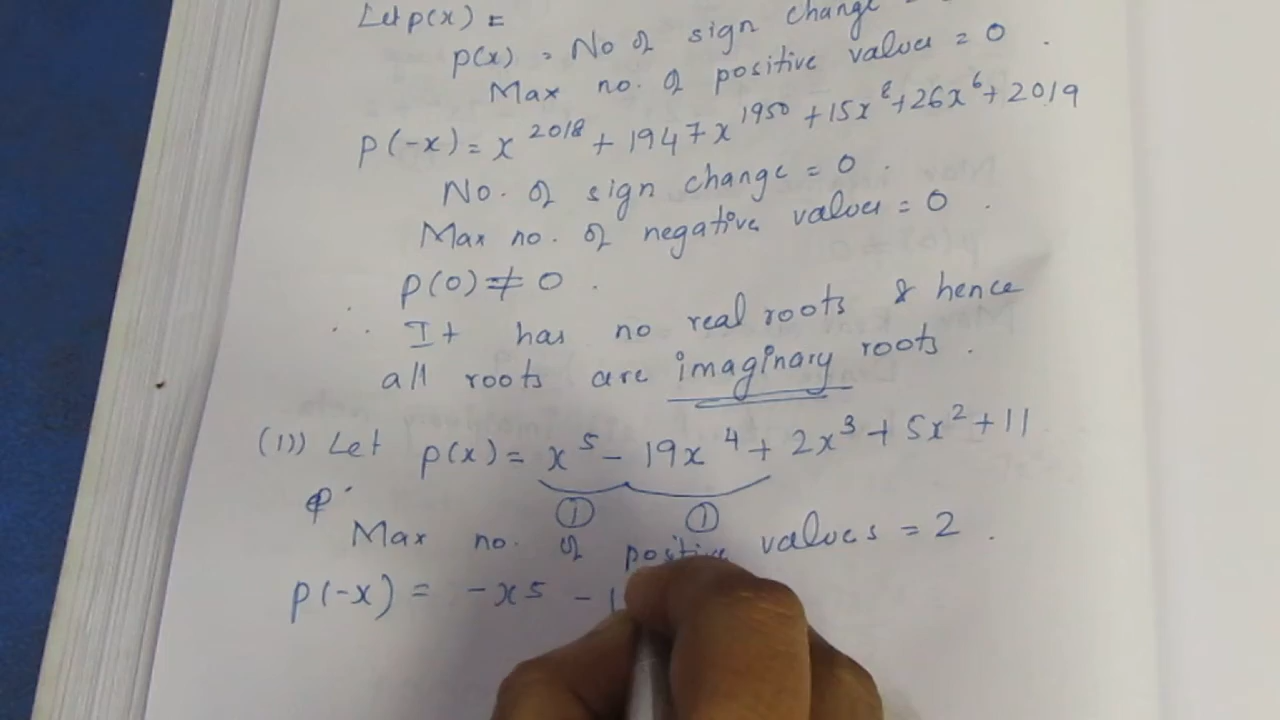 Let p(x) =
p(x) = No of sign change =
Max no. of positive values = 0 .
p(-x) = x^2018 + 1947x^1950 + 15x^8 + 26x^6 + 2019
No. of sign change = 0 .
Max no. of negative values = 0 .
p(0) ≠ 0 .
∴ It has no real roots & hence
all roots are imaginary roots .
(11) Let p(x) = x^5 - 19x^4 + 2x^3 + 5x^2 + 11
① ①
Max no. of positive values = 2 .
p(-x) = -x5 - 1